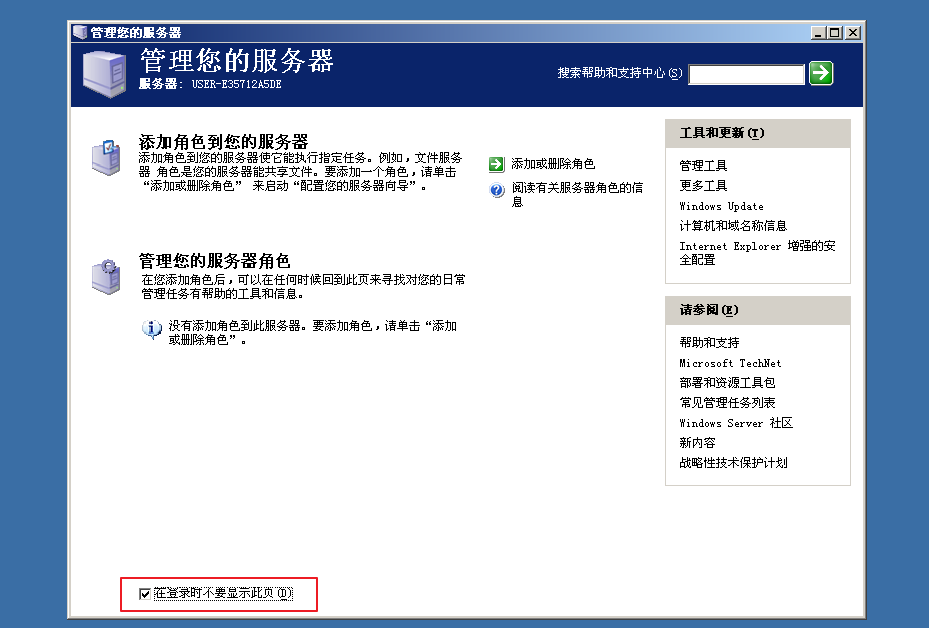 管理您的服务器
管理您的服务器
服务器: USER-E35712A5DE
搜索帮助和支持中心(S)
添加角色到您的服务器
添加角色到您的服务器使它能执行指定任务。例如，文件服务
器 角色是您的服务器能共享文件。要添加一个角色，请单击
“添加或删除角色” 来启动“配置您的服务器向导”。
添加或删除角色
阅读有关服务器角色的信
息
管理您的服务器角色
在您添加角色后，可以在任何时候回到此页来寻找对您的日常
管理任务有帮助的工具和信息。
没有添加角色到此服务器。要添加角色，请单击“添加
或删除角色”。
工具和更新(T)
管理工具
更多工具
Windows Update
计算机和域名称信息
Internet Explorer 增强的安
全配置
请参阅(E)
帮助和支持
Microsoft TechNet
部署和资源工具包
常见管理任务列表
Windows Server 社区
新内容
战略性技术保护计划
在登录时不要显示此页(D)